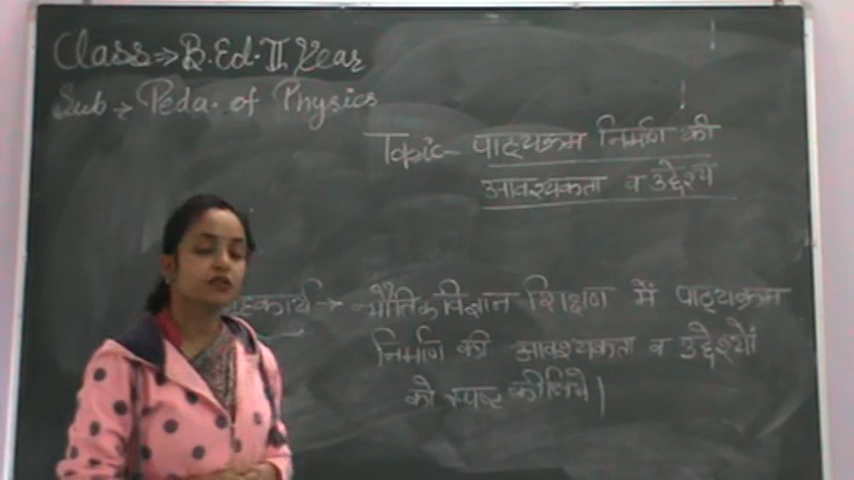 Class⇒B.Ed.II Year
Sub → Peda. of Physics
Topic- पाठ्यक्रम निर्माण की
आवश्यकता व उद्देश्य
गृहकार्य → भौतिक विज्ञान शिक्षण में पाठ्यक्रम
निर्माण की आवश्यकता व उद्देश्यों
को स्पष्ट कीजिये।